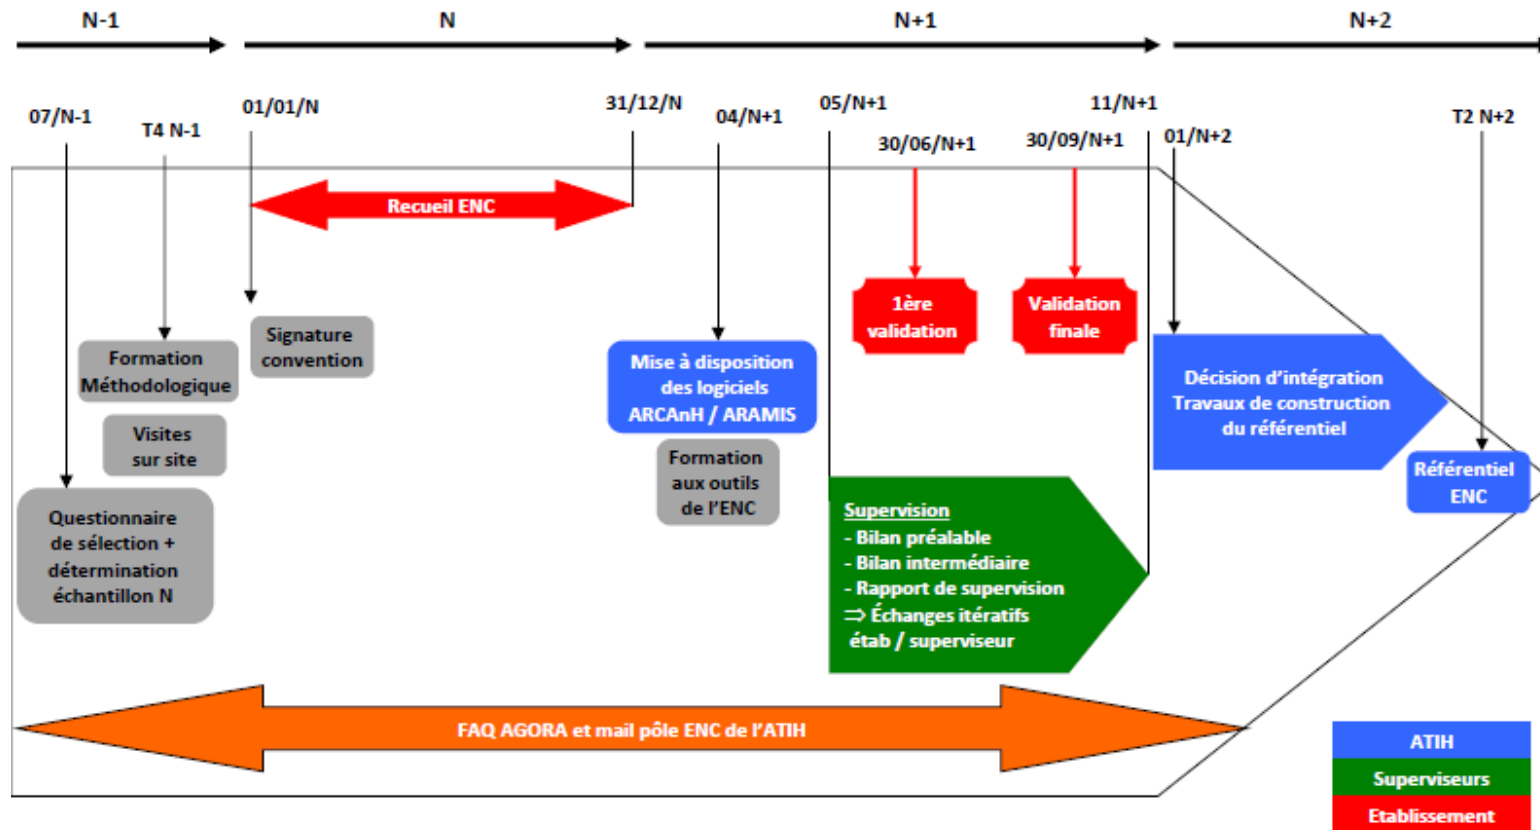 N-1
N
N+1
N+2
07/N-1
T4 N-1
01/01/N
31/12/N
04/N+1
05/N+1
30/06/N+1
30/09/N+1
11/N+1
01/N+2
T2 N+2
Recueil ENC
1ère
validation
Validation
finale
Signature
convention
Formation
Méthodologique
Visites
sur site
Questionnaire
de sélection +
détermination
échantillon N
Mise à disposition
des logiciels
ARCAnH / ARAMIS
Formation
aux outils
de l'ENC
Décision d'intégration
Travaux de construction
du référentiel
Référentiel
ENC
Supervision
- Bilan préalable
- Bilan intermédiaire
- Rapport de supervision
⇒ Échanges itératifs
étab / superviseur
FAQ AGORA et mail pôle ENC de l'ATIH
ATIH
Superviseurs
Etablissement